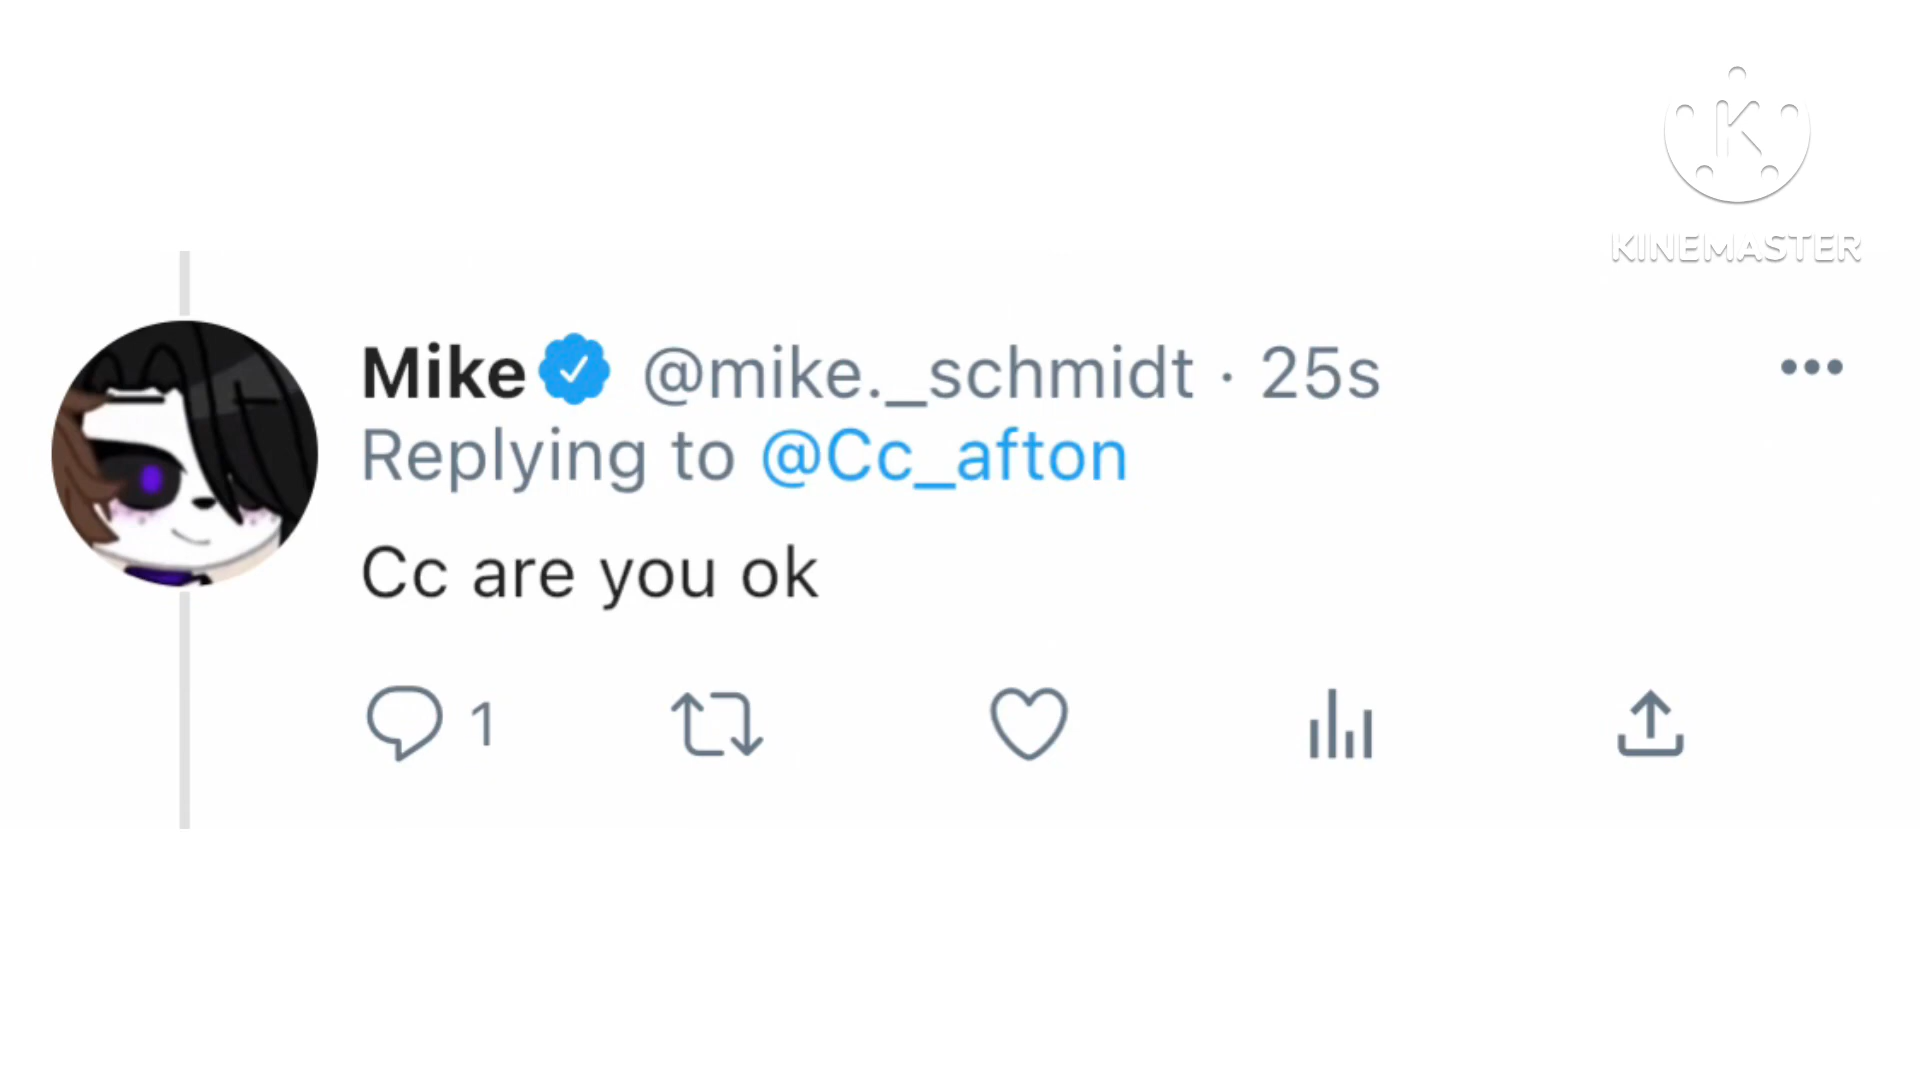 KINEMASTER
Mike @mike._schmidt · 25s
Replying to @Cc_afton
Cc are you ok
1